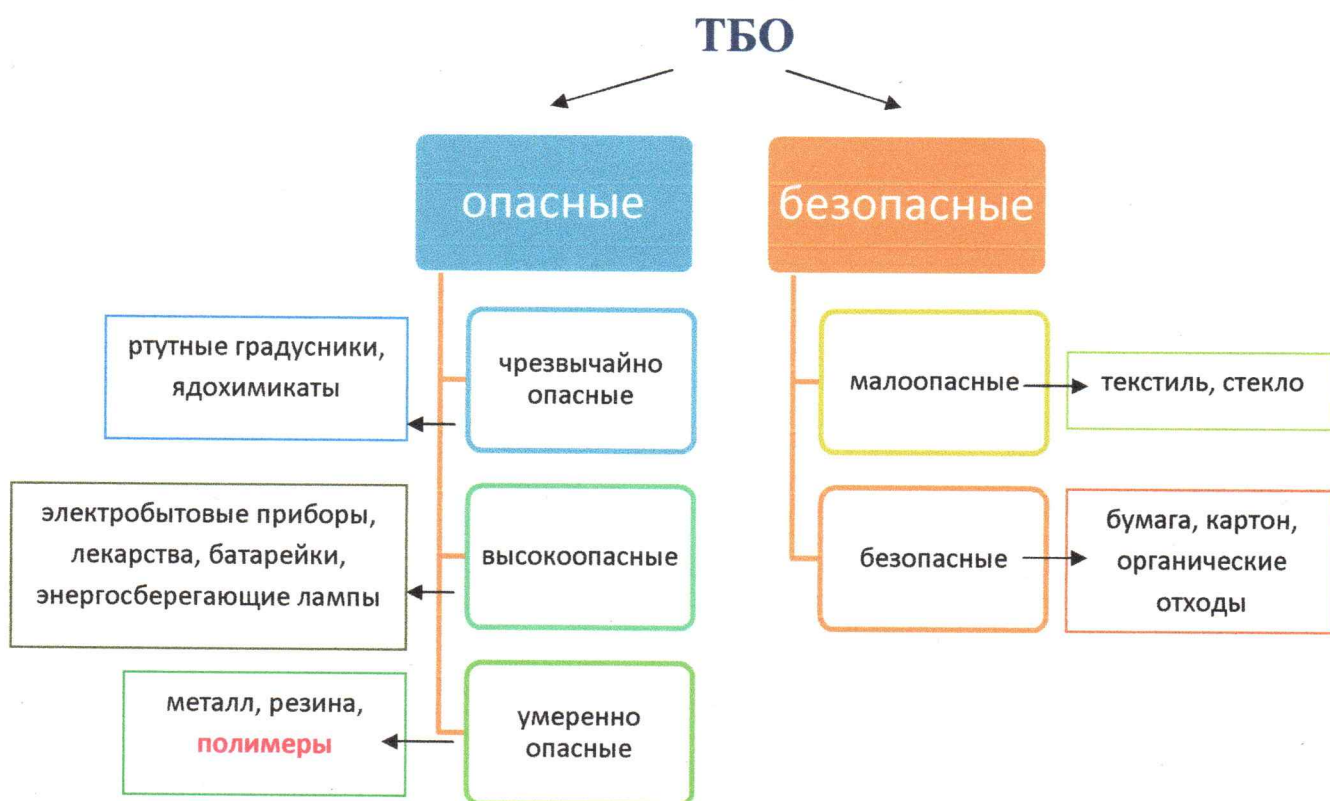 ТБО
опасные
безопасные
ртутные градусники,
ядохимикаты
чрезвычайно
опасные
малоопасные
текстиль, стекло
электробытовые приборы,
лекарства, батарейки,
энергосберегающие лампы
высокоопасные
безопасные
бумага, картон,
органические
отходы
металл, резина,
полимеры
умеренно
опасные